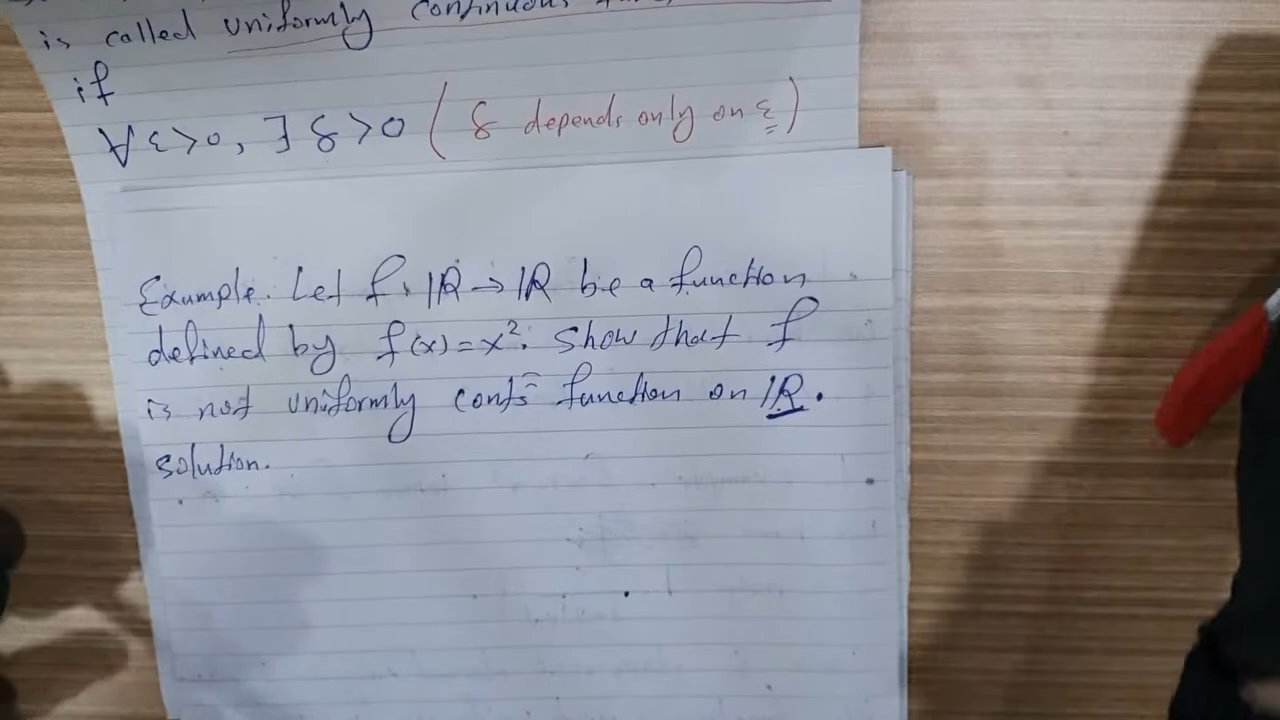 is called uniformly continuous
if
∀ε>0, ∃ δ>0 ( δ depends only on ε )
Example. Let f: ℝ → ℝ be a function
defined by f(x)=x². Show that f
is not uniformly conts function on ℝ.
solution.